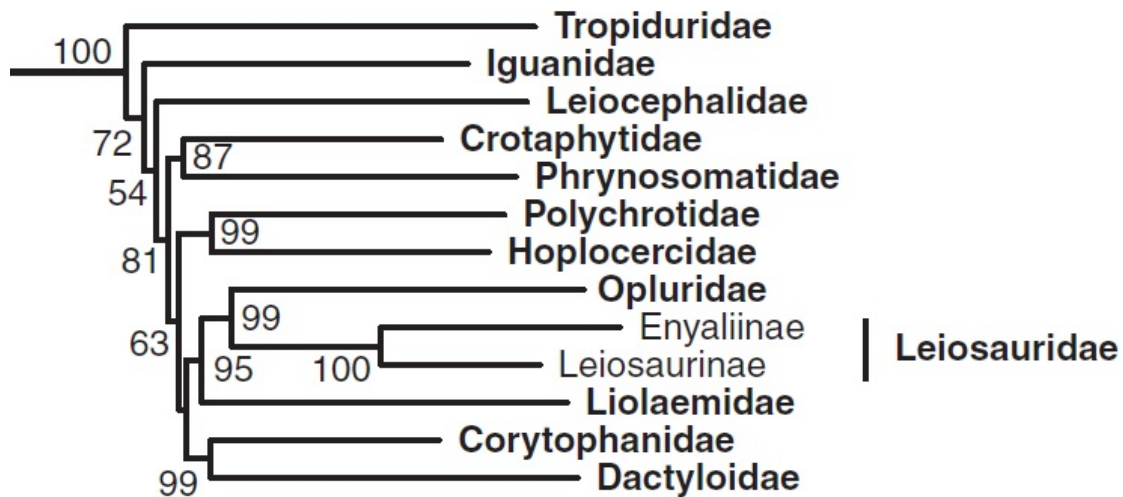 Tropiduridae
100
Iguanidae
Leiocephalidae
Crotaphytidae
72
87
Phrynosomatidae
54
Polychrotidae
99
Hoplocercidae
81
Opluridae
99
Enyaliinae
63
Leiosauridae
Leiosaurinae
95
100
Liolaemidae
Corytophanidae
Dactyloidae
99